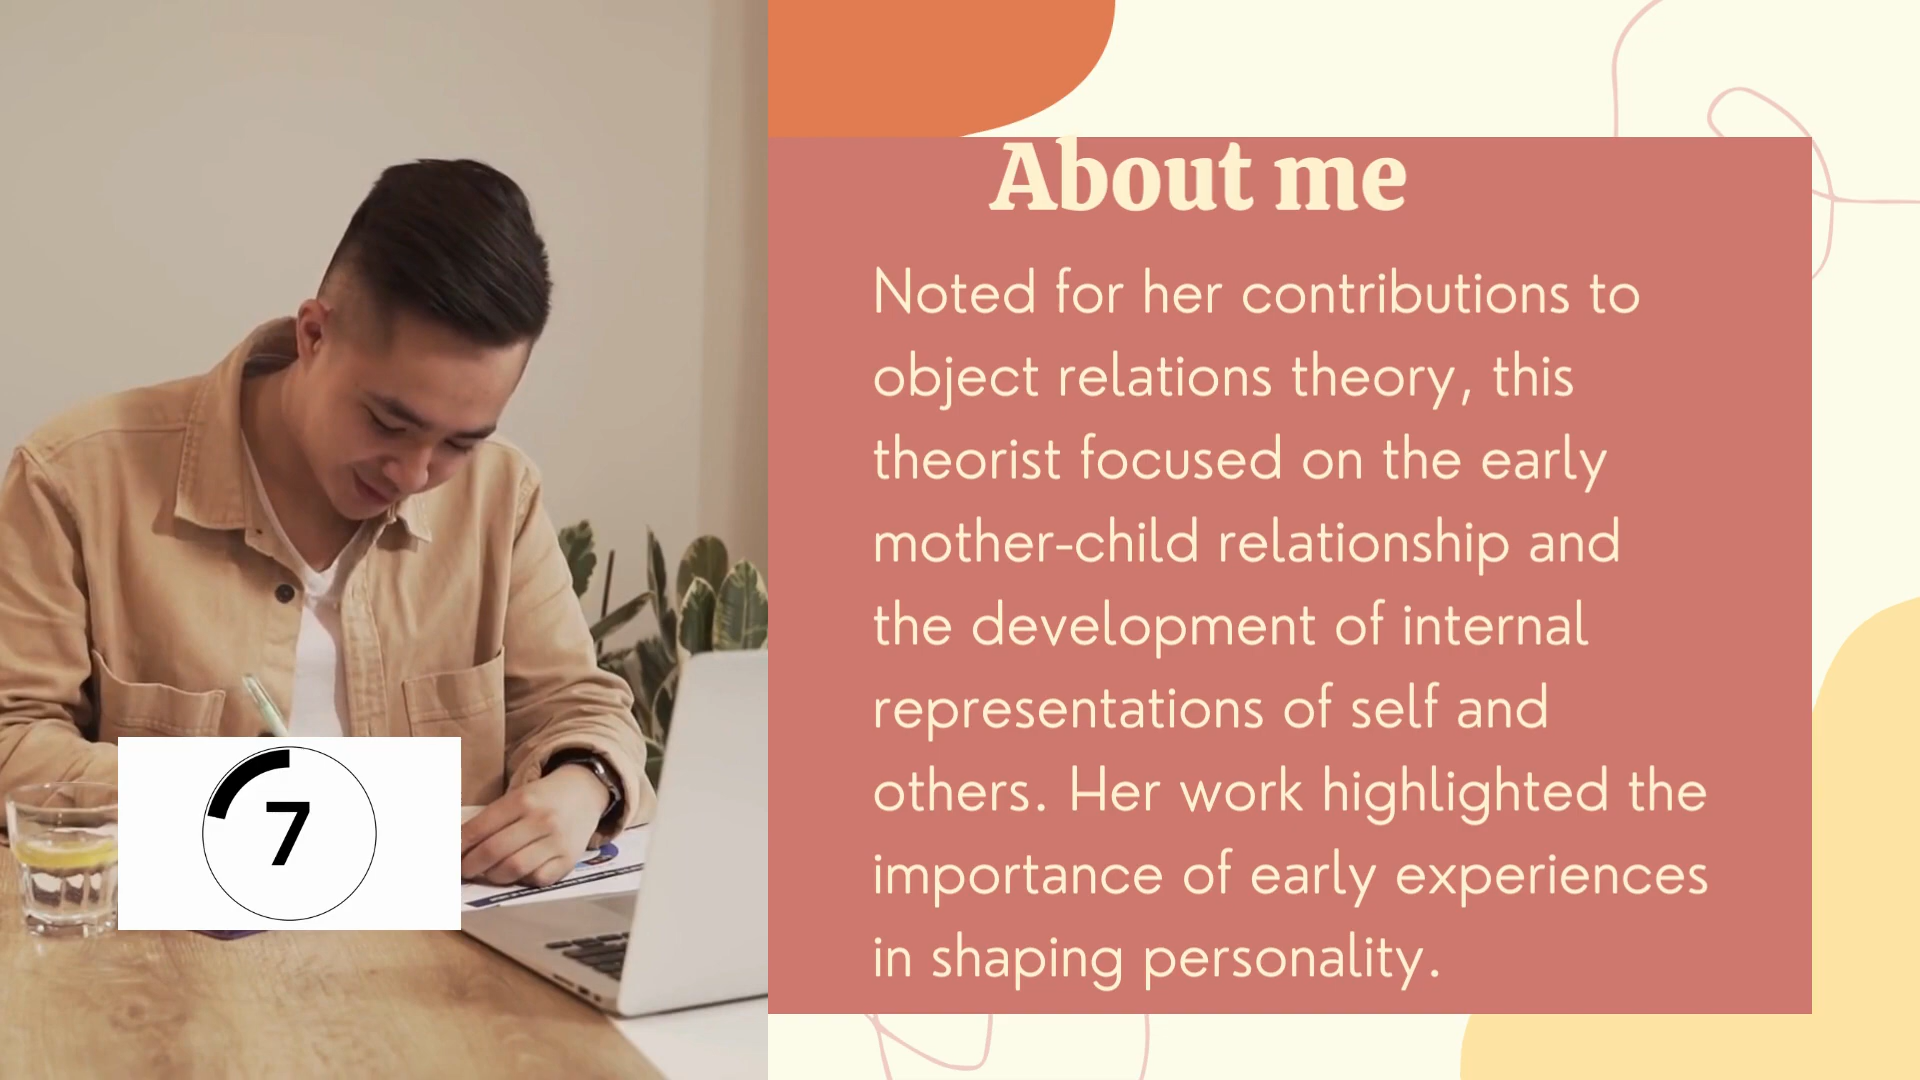 About me
Noted for her contributions to
object relations theory, this
theorist focused on the early
mother-child relationship and
the development of internal
representations of self and
others. Her work highlighted the
importance of early experiences
in shaping personality.
7